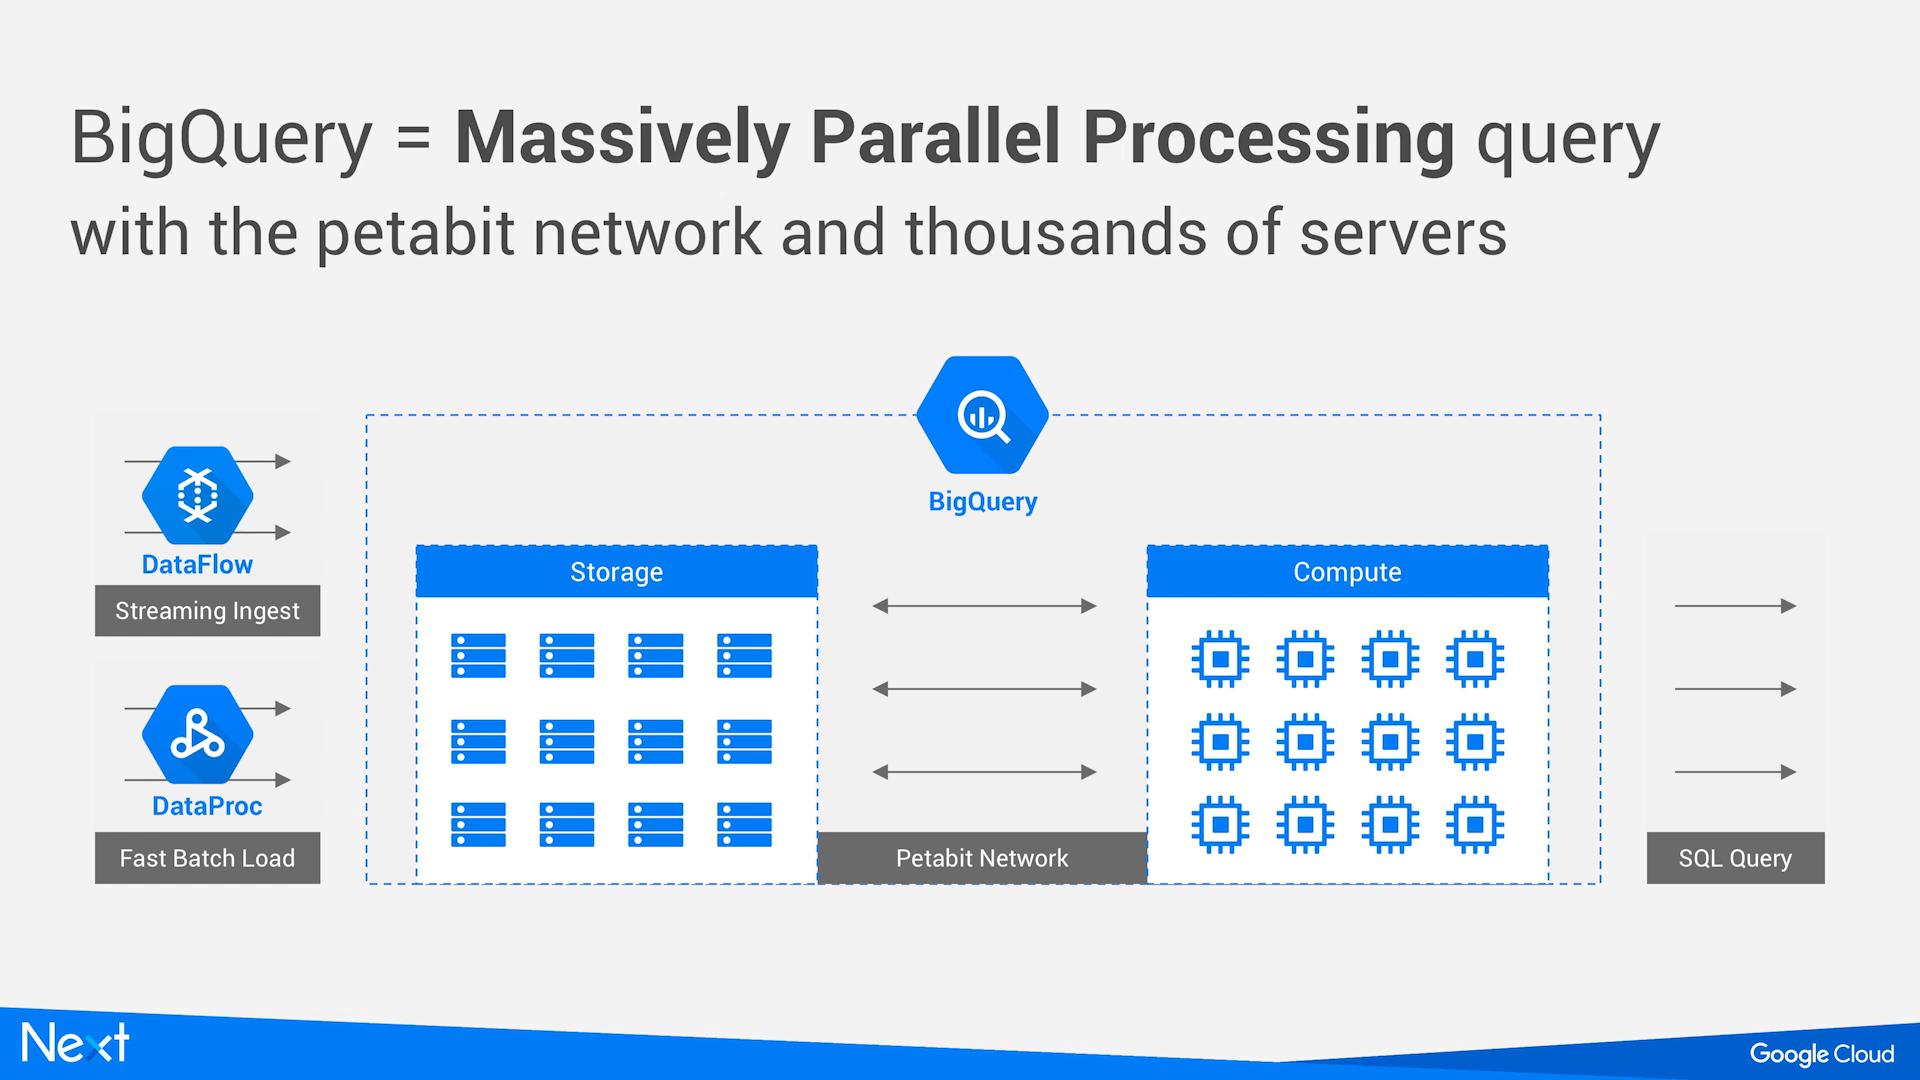 BigQuery = Massively Parallel Processing query
with the petabit network and thousands of servers
BigQuery
DataFlow
Streaming Ingest
DataProc
Fast Batch Load
Storage
Petabit Network
Compute
SQL Query
Next
Google Cloud